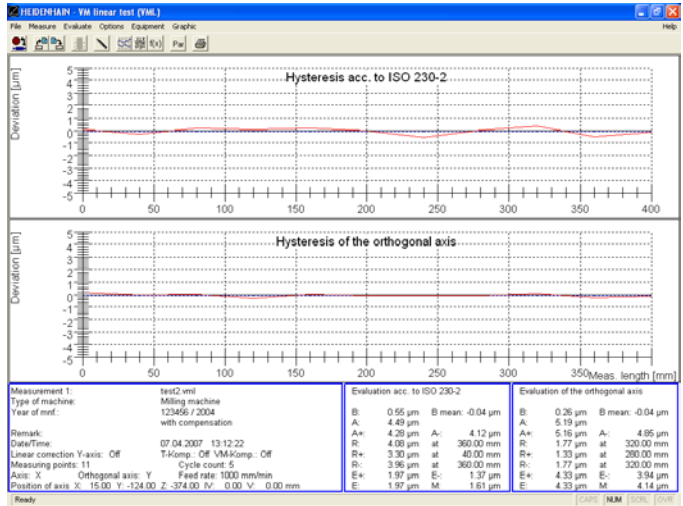 HEIDENHAIN - VM linear test (VML)
File Measure Evaluate Options Equipment Graphic Help
f(x) Par
Hysteresis acc. to ISO 230-2
Deviation [µm]
5
4
3
2
1
0
-1
-2
-3
-4
-5
0 50 100 150 200 250 300 350 400
Hysteresis of the orthogonal axis
Deviation [µm]
5
4
3
2
1
0
-1
-2
-3
-4
-5
0 50 100 150 200 250 300 350 Meas. length [mm]
Measurement 1: test2.vml
Type of machine: Milling machine
Year of mnf.: 123456 / 2004
with compensation
Remark:
Date/Time: 07.04.2007 13:12:22
Linear correction Y-axis: Off T-Komp.: Off VM-Komp.: Off
Measuring points: 11 Cycle count: 5
Axis: X Orthogonal axis: Y Feed rate: 1000 mm/min
Position of axis X: 15.00 Y: -124.00 Z: -374.00 IV: 0.00 V: 0.00 mm
Evaluation acc. to ISO 230-2
B: 0.55 µm B mean: -0.04 µm
A: 4.49 µm
A+: 4.28 µm A-: 4.12 µm
R: 4.08 µm at 360.00 mm
R+: 3.30 µm at 40.00 mm
R-: 3.96 µm at 360.00 mm
E+: 1.97 µm E-: 1.37 µm
E: 1.97 µm M: 1.61 µm
Evaluation of the orthogonal axis
B: 0.26 µm B mean: -0.04 µm
A: 5.19 µm
A+: 5.16 µm A-: 4.85 µm
R: 1.77 µm at 320.00 mm
R+: 1.33 µm at 280.00 mm
R-: 1.77 µm at 320.00 mm
E+: 4.33 µm E-: 3.94 µm
E: 4.33 µm M: 4.14 µm
Ready CAPS NUM SCRL OVR